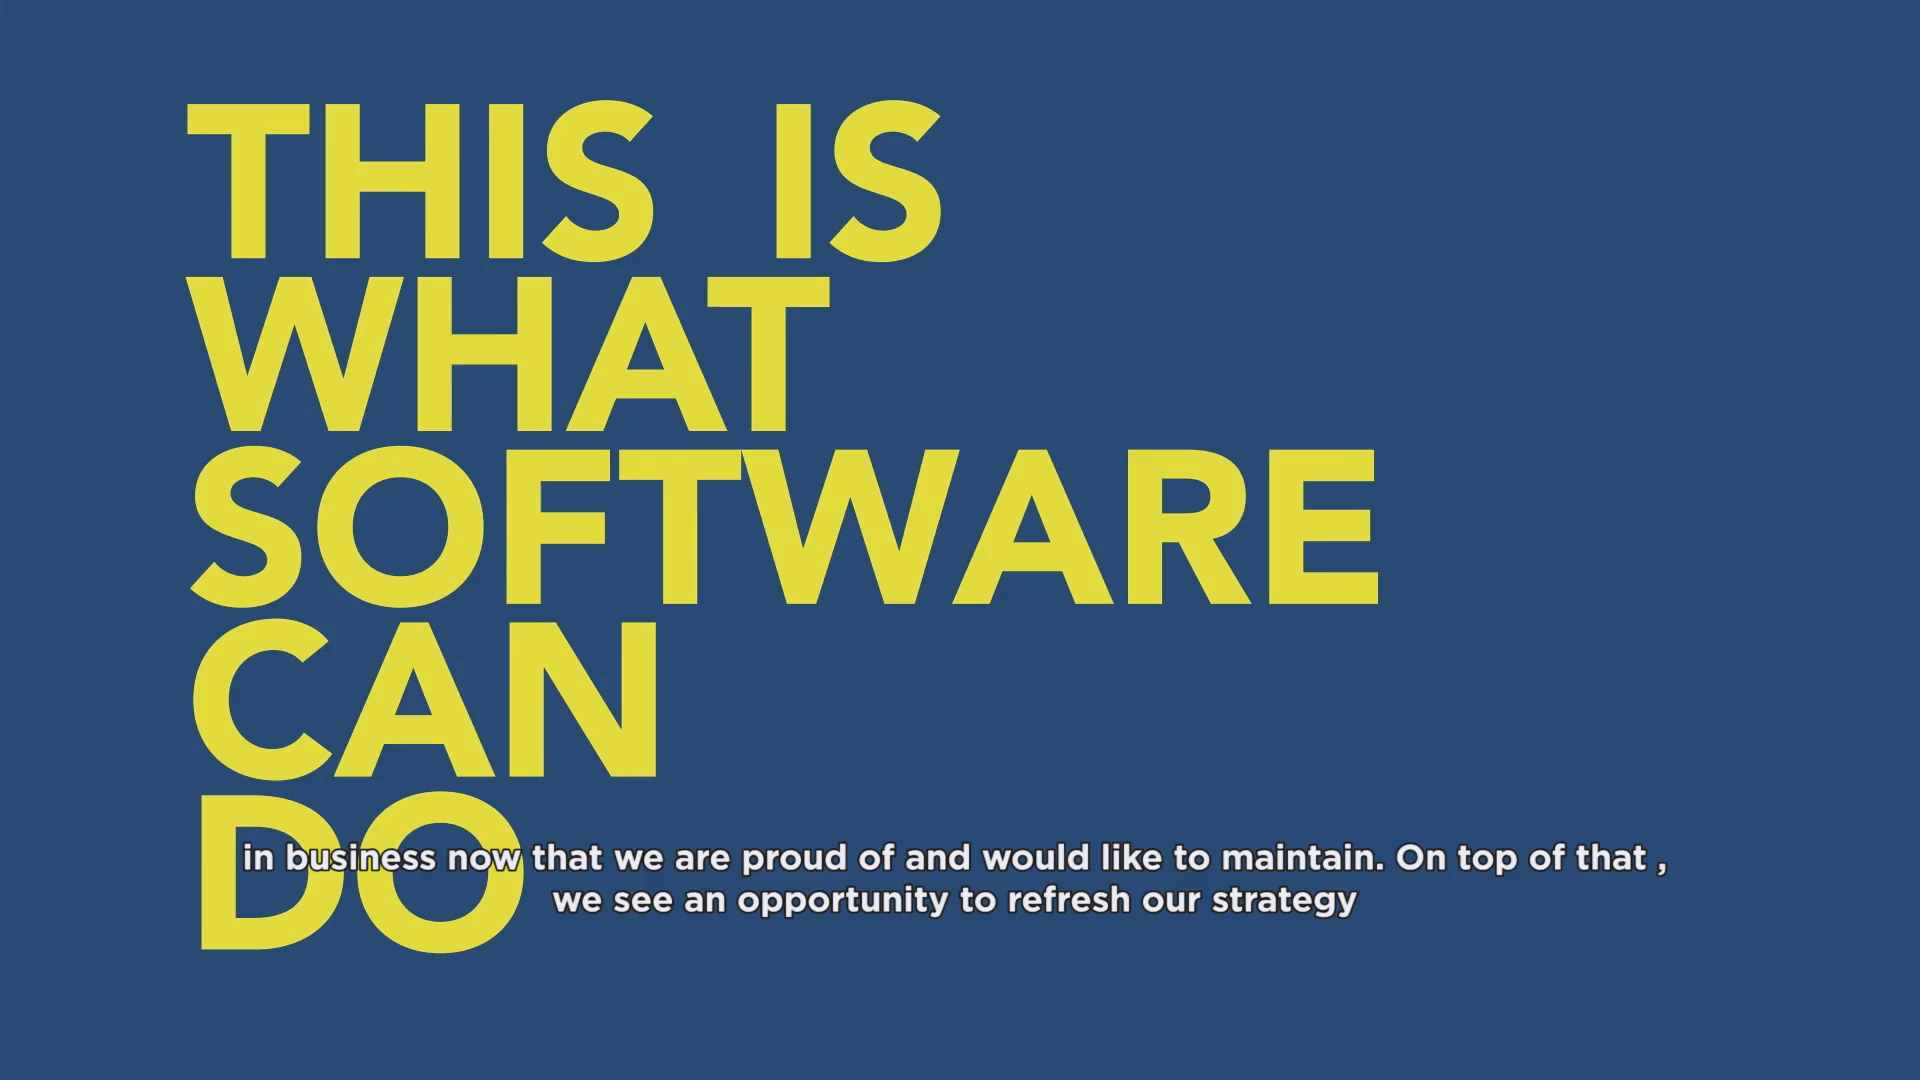 THIS IS
WHAT
SOFTWARE
CAN
DO
in business now that we are proud of and would like to maintain. On top of that ,
we see an opportunity to refresh our strategy